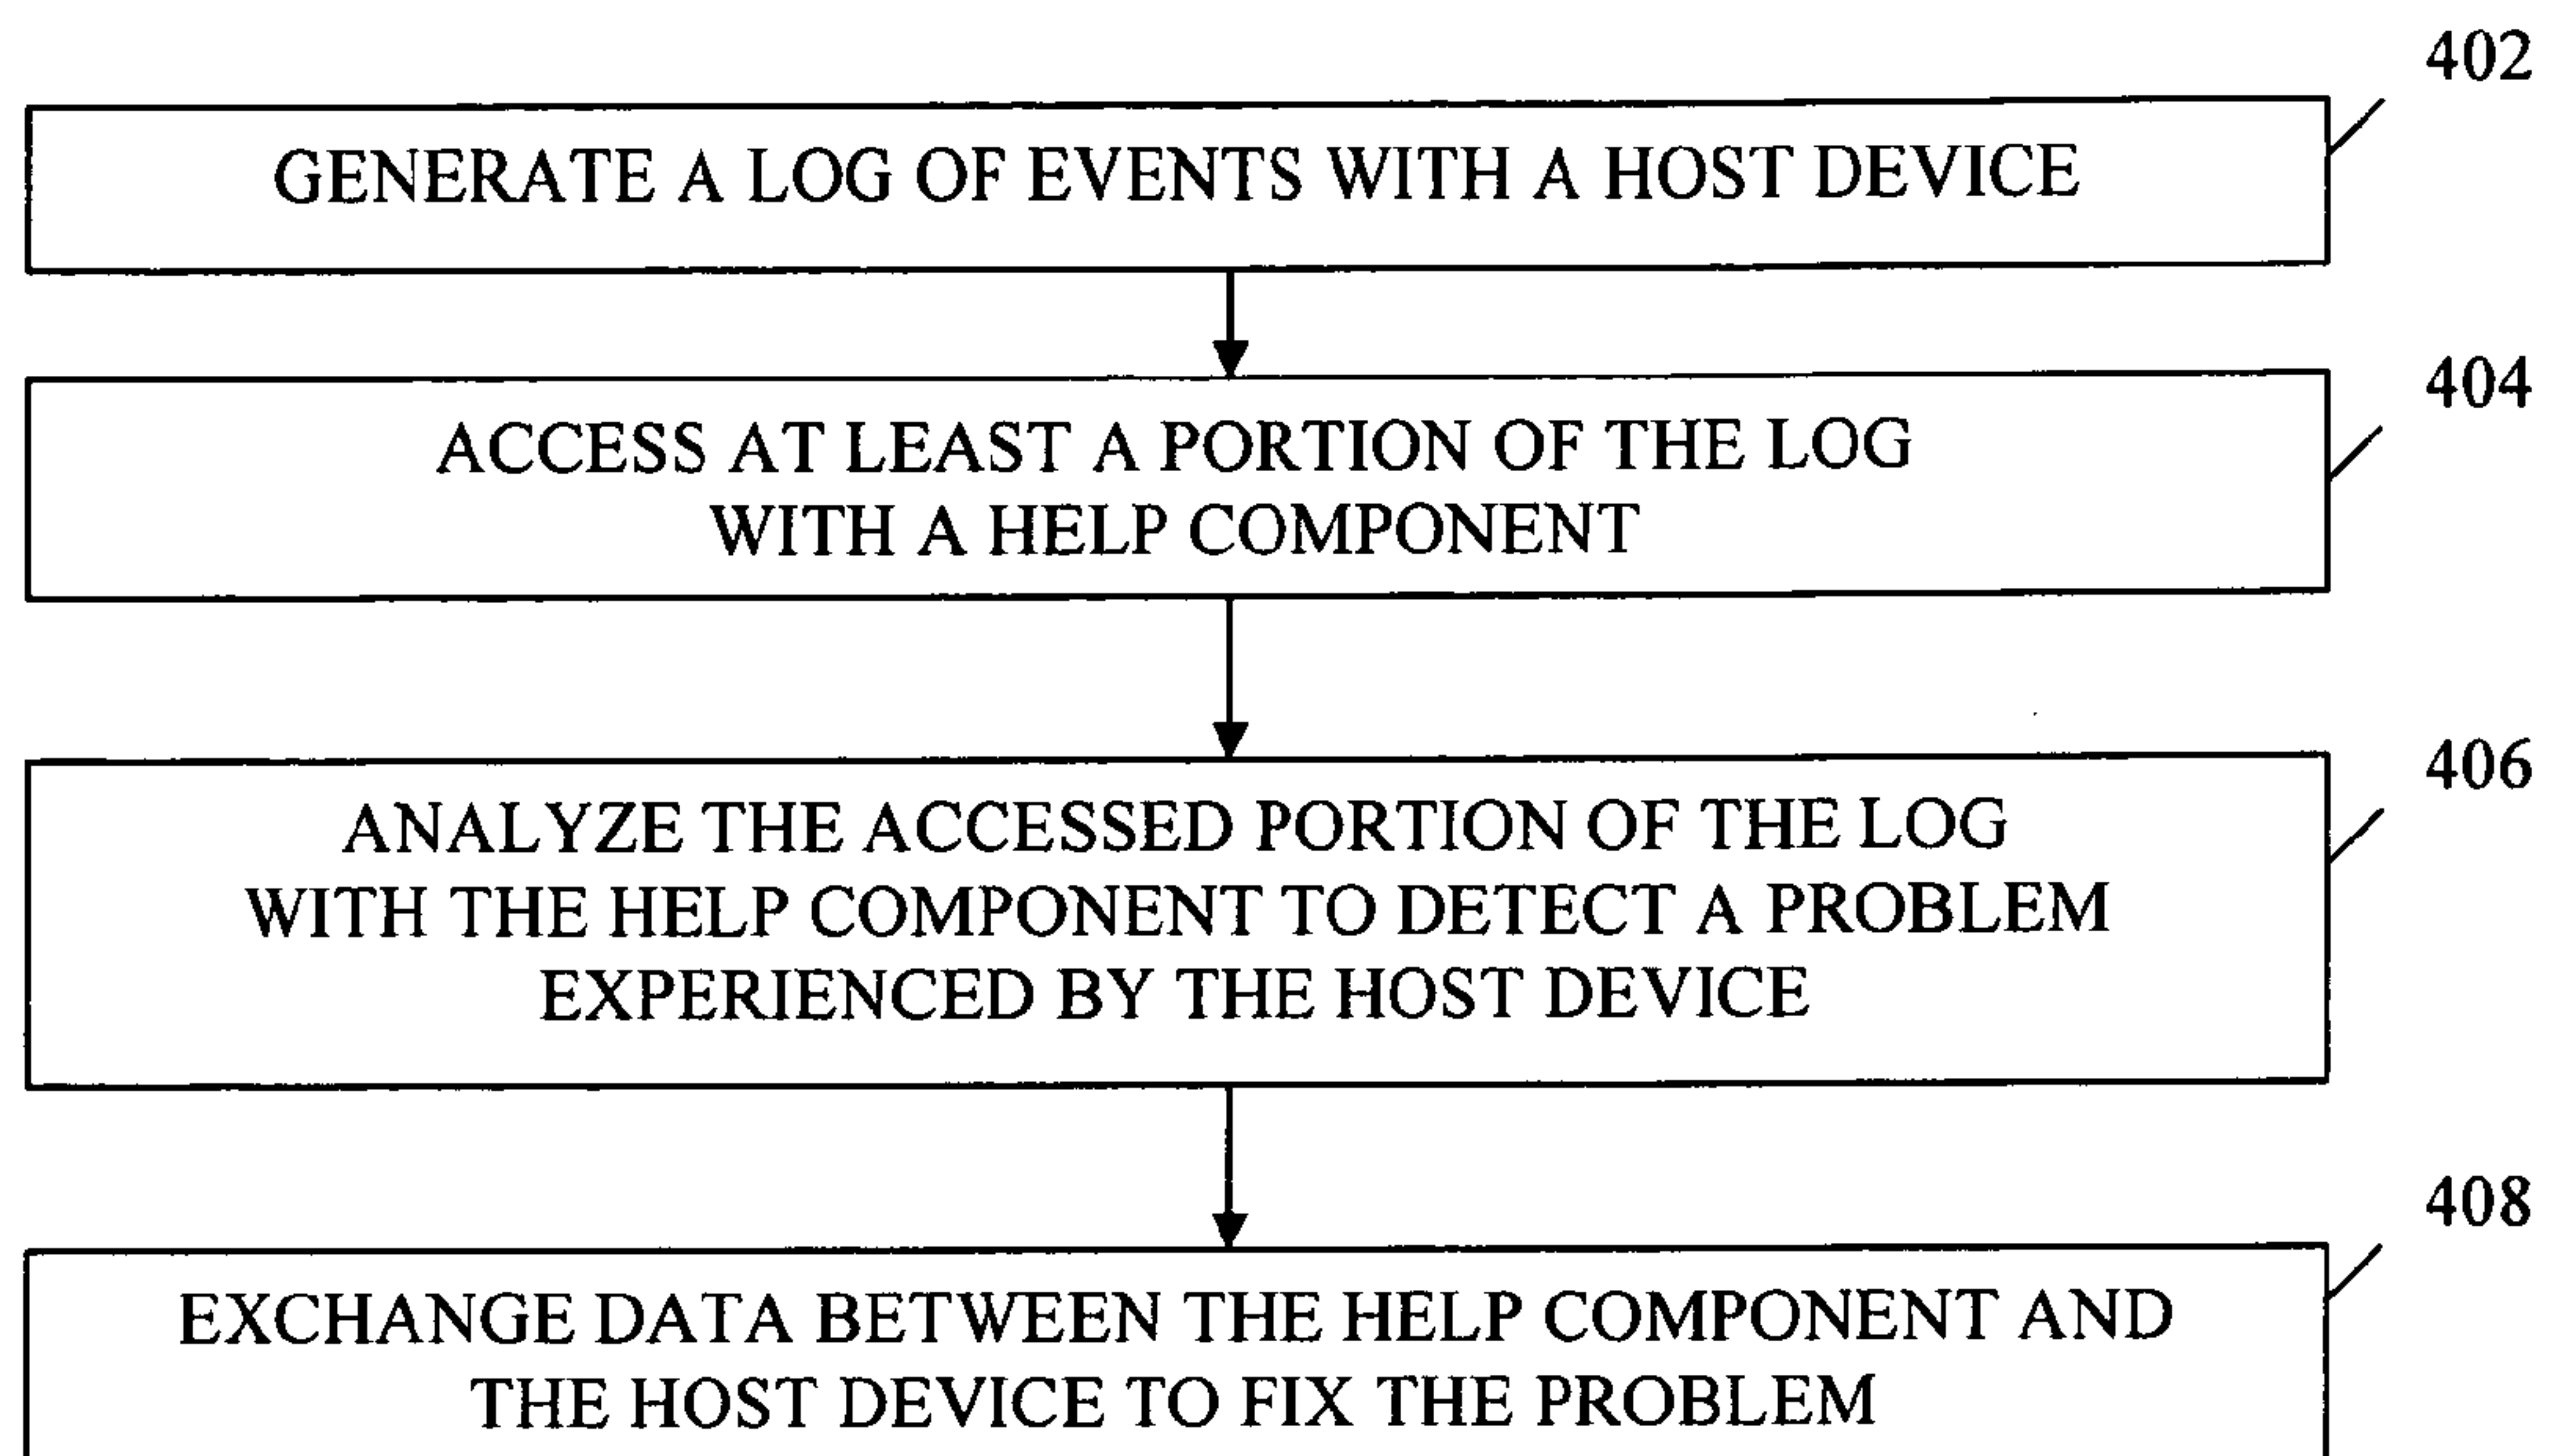 402
GENERATE A LOG OF EVENTS WITH A HOST DEVICE
404
ACCESS AT LEAST A PORTION OF THE LOG
WITH A HELP COMPONENT
406
ANALYZE THE ACCESSED PORTION OF THE LOG
WITH THE HELP COMPONENT TO DETECT A PROBLEM
EXPERIENCED BY THE HOST DEVICE
408
EXCHANGE DATA BETWEEN THE HELP COMPONENT AND
THE HOST DEVICE TO FIX THE PROBLEM